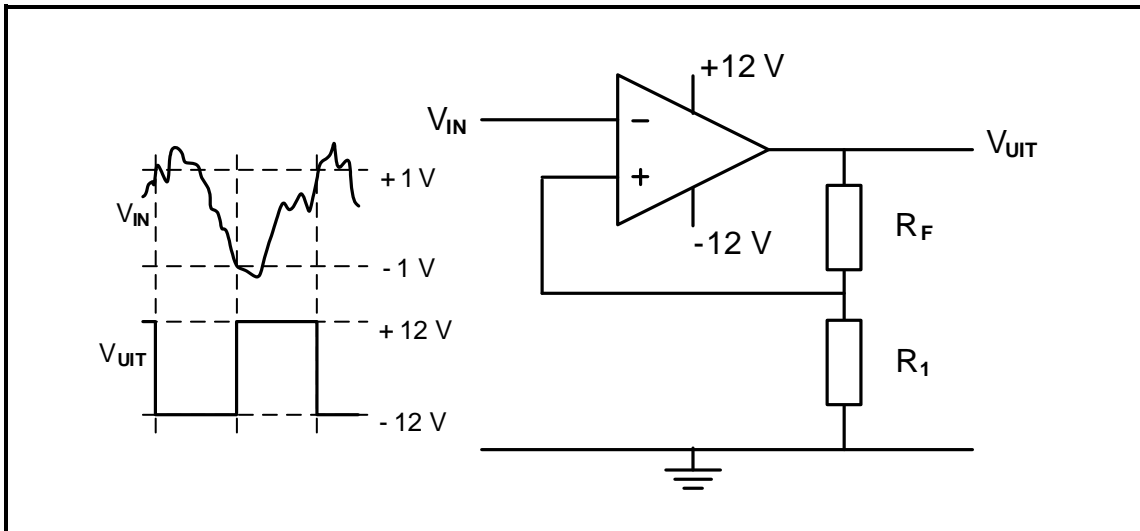 + 1 V
V_IN
- 1 V
+ 12 V
V_UIT
- 12 V
V_IN
−
+
+12 V
-12 V
V_UIT
R_F
R_1